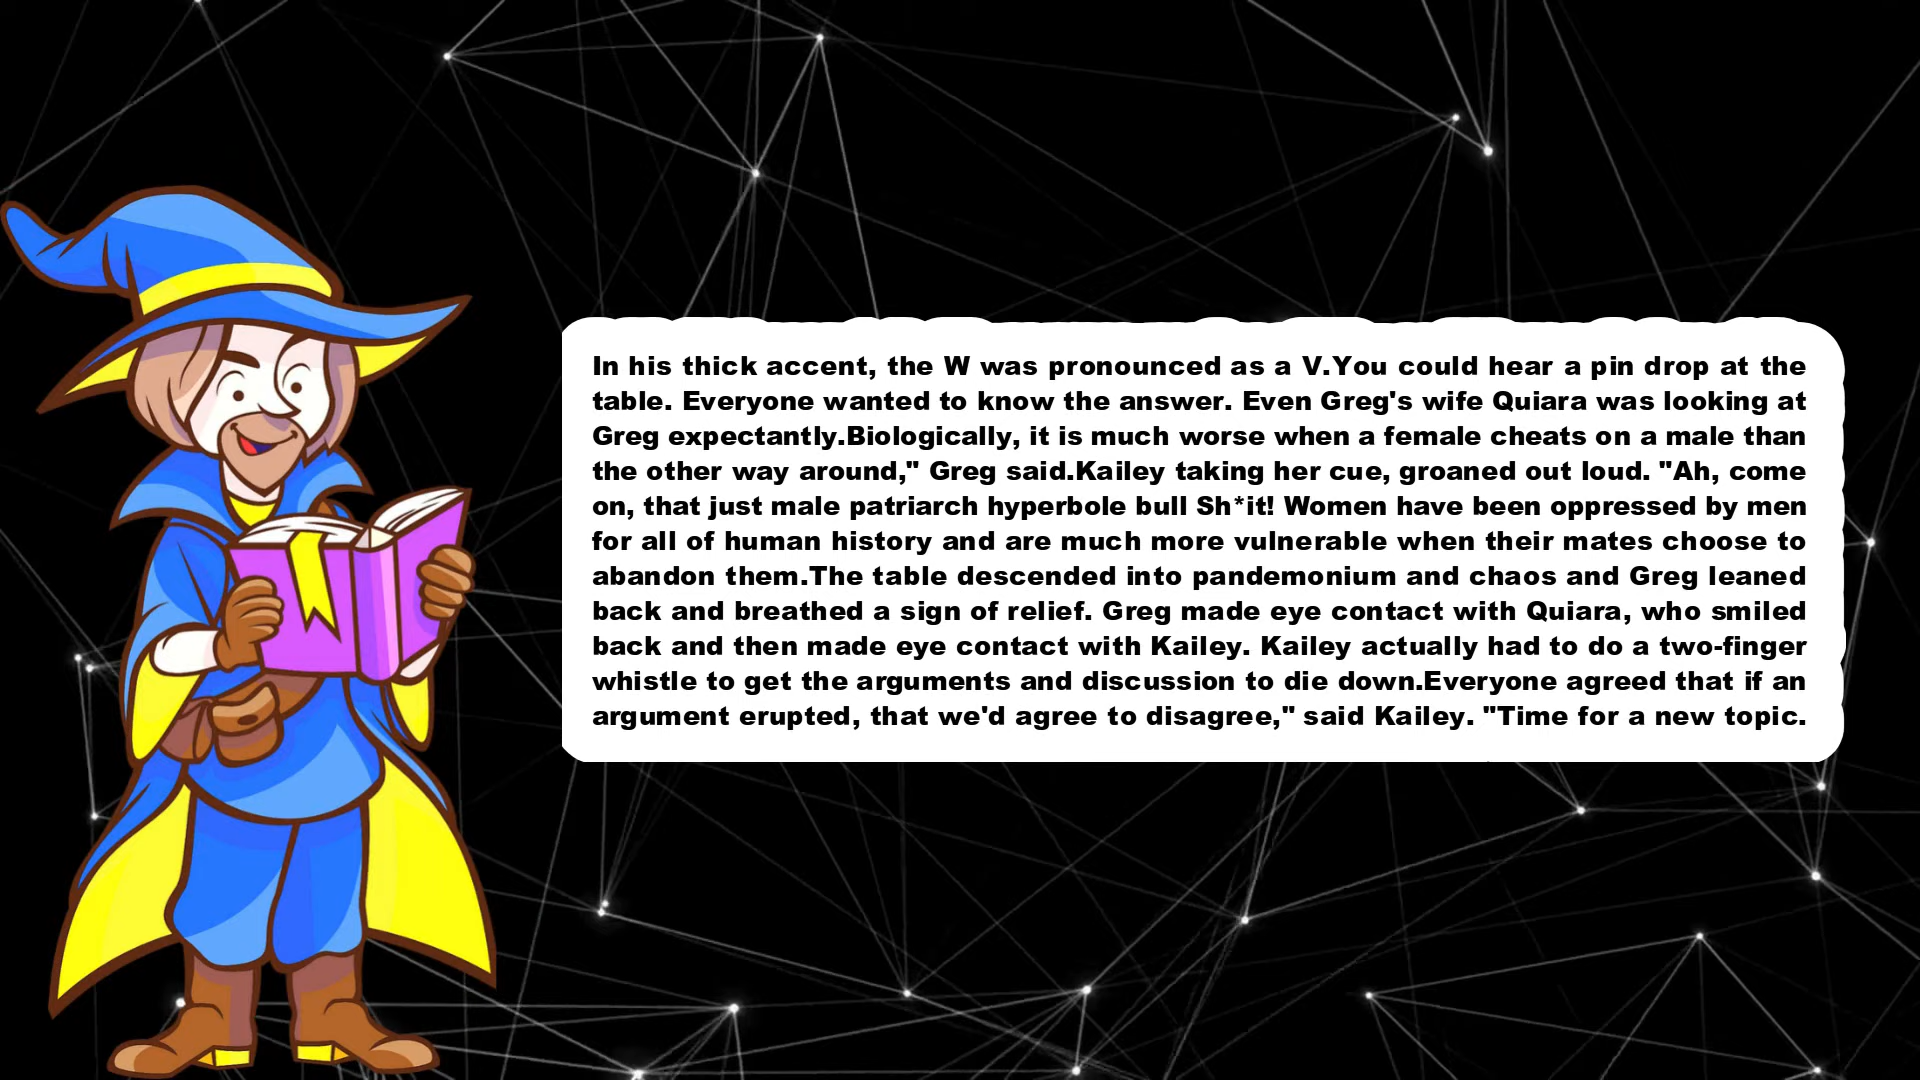 In his thick accent, the W was pronounced as a V.You could hear a pin drop at the
table. Everyone wanted to know the answer. Even Greg's wife Quiara was looking at
Greg expectantly.Biologically, it is much worse when a female cheats on a male than
the other way around," Greg said.Kailey taking her cue, groaned out loud. "Ah, come
on, that just male patriarch hyperbole bull Sh*it! Women have been oppressed by men
for all of human history and are much more vulnerable when their mates choose to
abandon them.The table descended into pandemonium and chaos and Greg leaned
back and breathed a sign of relief. Greg made eye contact with Quiara, who smiled
back and then made eye contact with Kailey. Kailey actually had to do a two-finger
whistle to get the arguments and discussion to die down.Everyone agreed that if an
argument erupted, that we'd agree to disagree," said Kailey. "Time for a new topic.